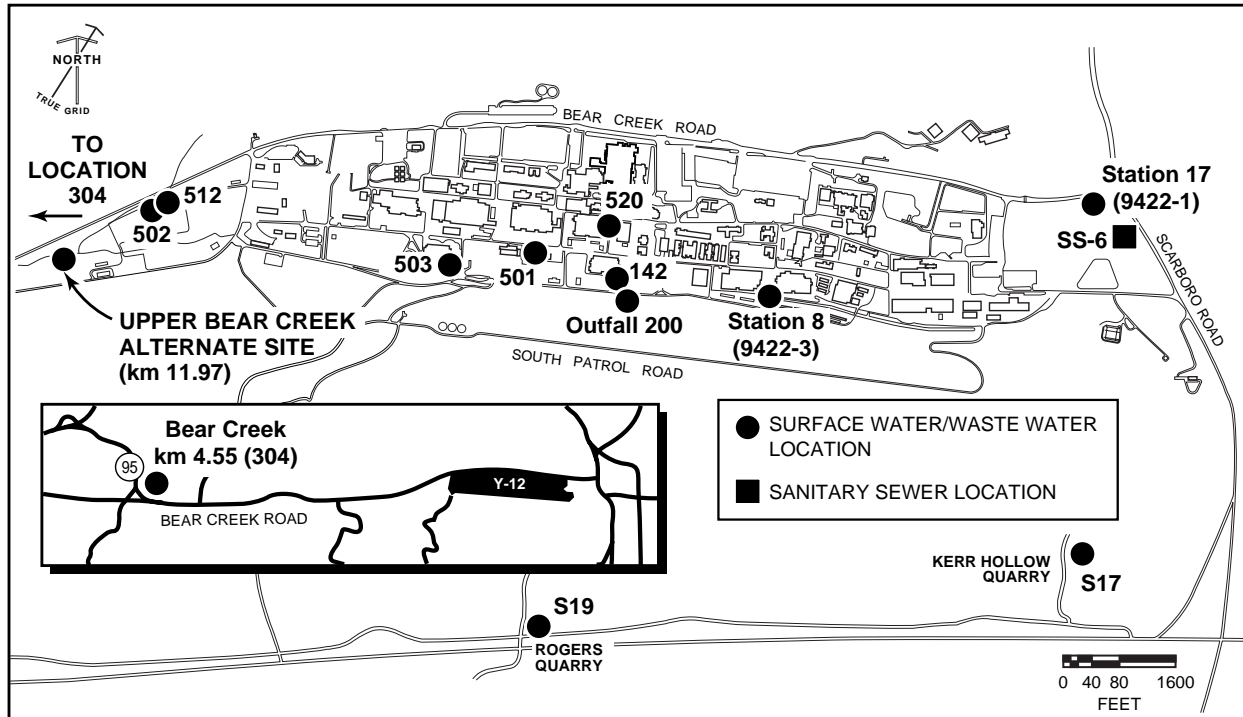 NORTH
TRUE GRID
TO
LOCATION
304
512
502
UPPER BEAR CREEK
ALTERNATE SITE
(km 11.97)
BEAR CREEK ROAD
520
503
501
142
Outfall 200
Station 8
(9422-3)
SOUTH PATROL ROAD
Station 17
(9422-1)
SS-6
SCARBORO ROAD
Bear Creek
km 4.55 (304)
95
Y-12
BEAR CREEK ROAD
SURFACE WATER/WASTE WATER
LOCATION
SANITARY SEWER LOCATION
KERR HOLLOW
QUARRY
S17
S19
ROGERS
QUARRY
0 40 80 1600
FEET